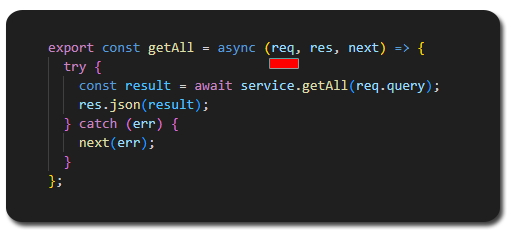 export const getAll = async (req, res, next) => {
  try {
    const result = await service.getAll(req.query);
    res.json(result);
  } catch (err) {
    next(err);
  }
};